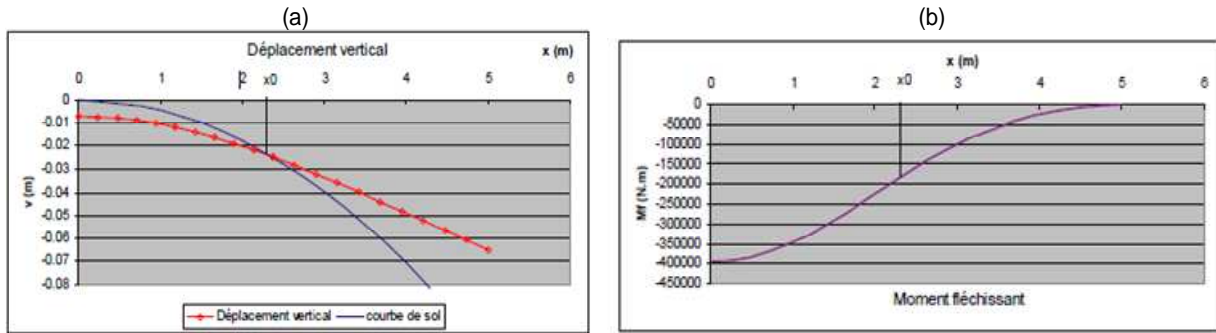 (a)
Déplacement vertical
x (m)
0 1 2 x0 3 4 5 6
0
-0.01
-0.02
-0.03
-0.04
-0.05
-0.06
-0.07
-0.08
v (m)
Déplacement vertical courbe de sol
(b)
x (m)
0 1 2 x0 3 4 5 6
0
-50000
-100000
-150000
-200000
-250000
-300000
-350000
-400000
-450000
Mf (N.m)
Moment fléchissant